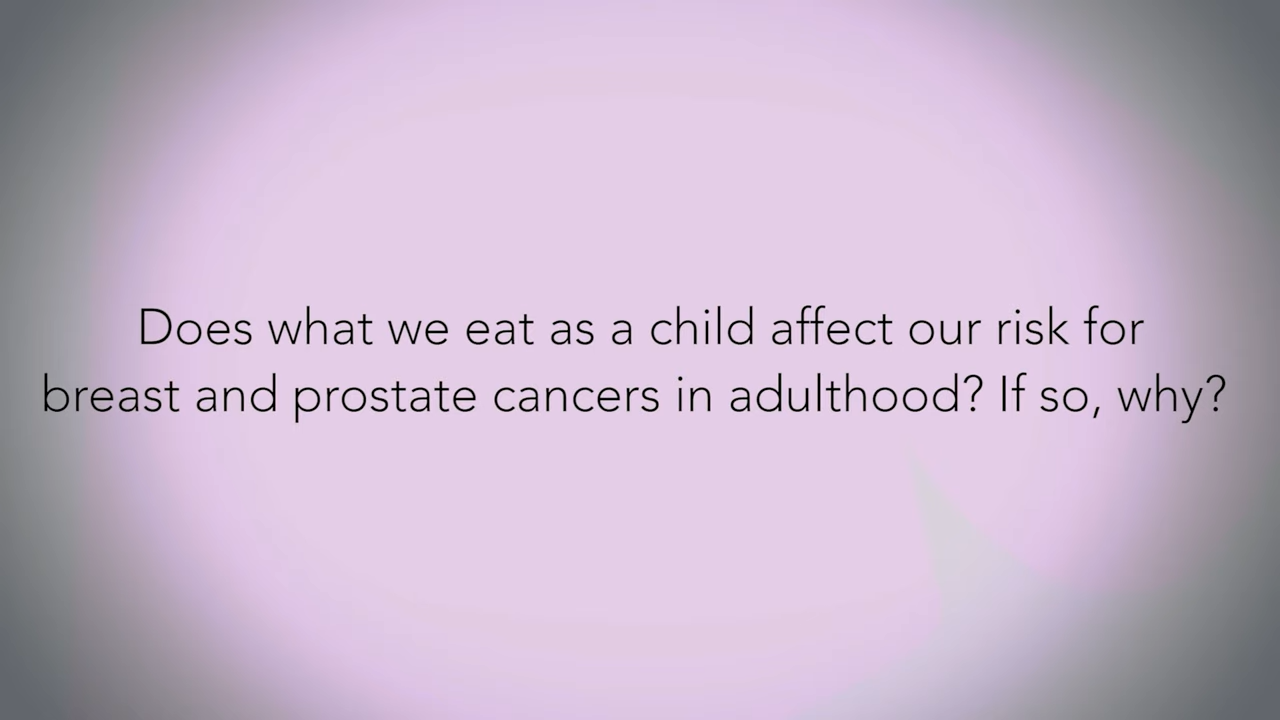 Does what we eat as a child affect our risk for
breast and prostate cancers in adulthood? If so, why?